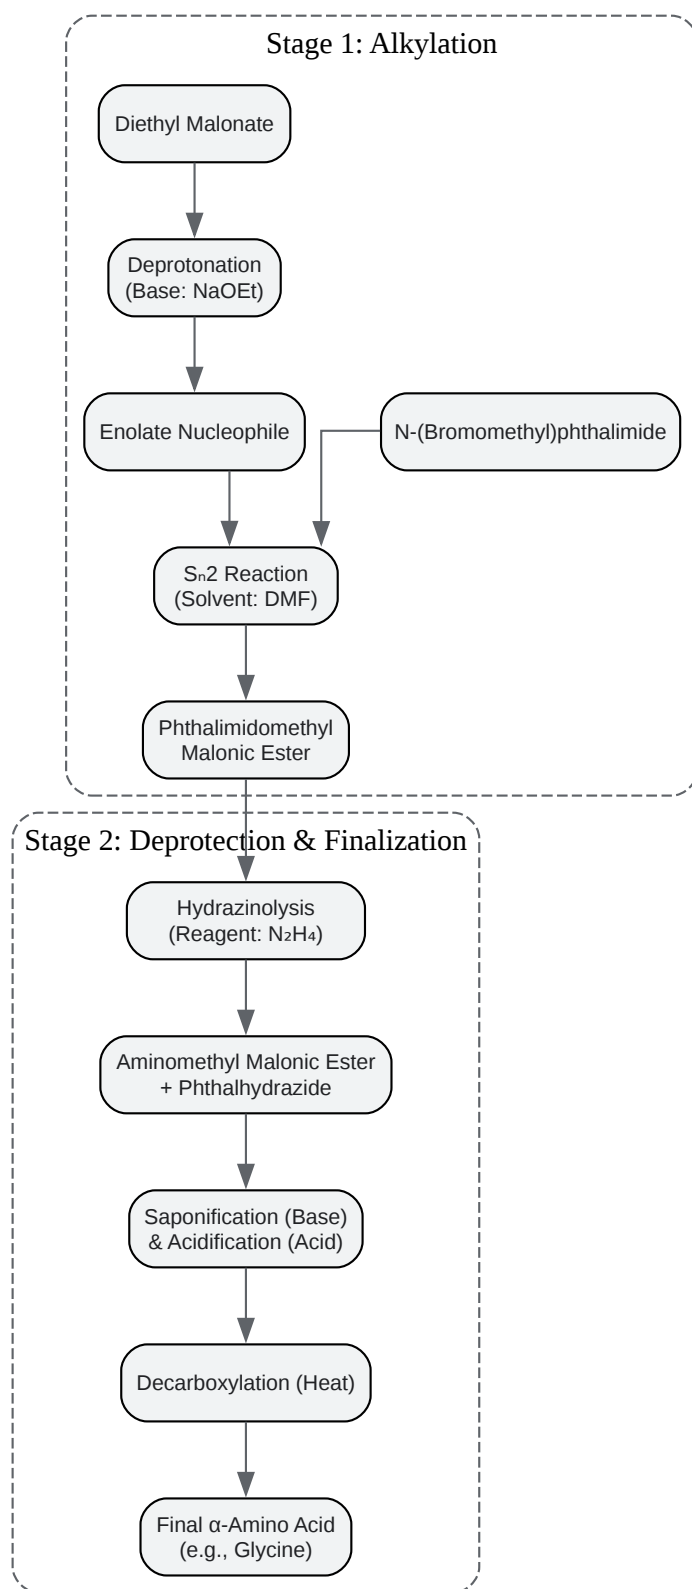 Stage 1: Alkylation
Diethyl Malonate
Deprotonation
(Base: NaOEt)
Enolate Nucleophile
N-(Bromomethyl)phthalimide
Sₙ2 Reaction
(Solvent: DMF)
Phthalimidomethyl
Malonic Ester
Stage 2: Deprotection & Finalization
Hydrazinolysis
(Reagent: N₂H₄)
Aminomethyl Malonic Ester
+ Phthalhydrazide
Saponification (Base)
& Acidification (Acid)
Decarboxylation (Heat)
Final α-Amino Acid
(e.g., Glycine)